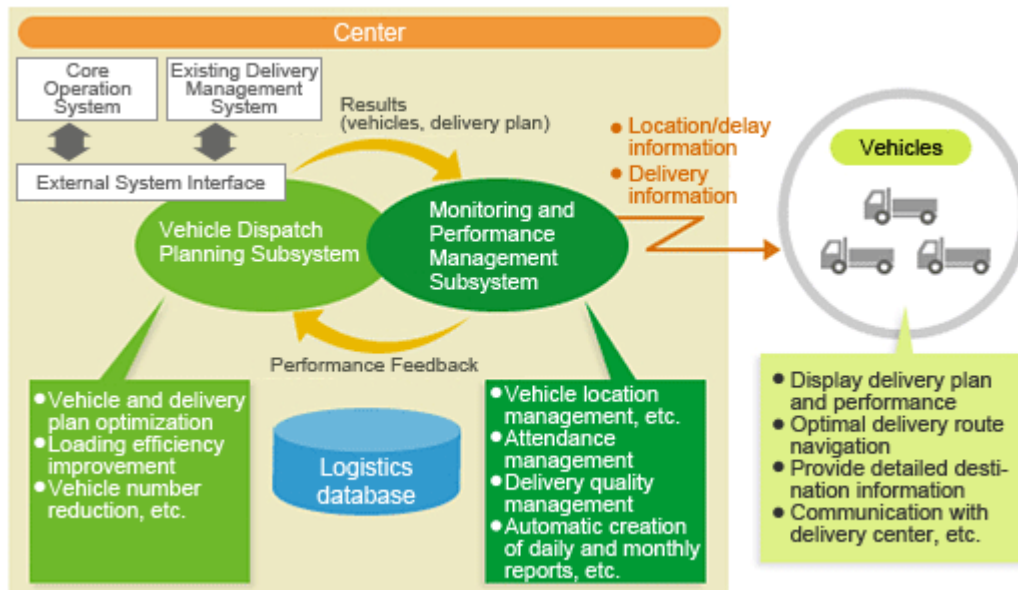 Center
Core
Operation
System
Existing Delivery
Management
System
Results
(vehicles, delivery plan)
External System Interface
Vehicle Dispatch
Planning Subsystem
Monitoring and
Performance
Management
Subsystem
Performance Feedback
● Location/delay
information
● Delivery
information
Vehicles
● Vehicle and delivery
plan optimization
● Loading efficiency
improvement
● Vehicle number
reduction, etc.
Logistics
database
● Vehicle location
management, etc.
● Attendance
management
● Delivery quality
management
● Automatic creation
of daily and monthly
reports, etc.
● Display delivery plan
and performance
● Optimal delivery route
navigation
● Provide detailed desti-
nation information
● Communication with
delivery center, etc.